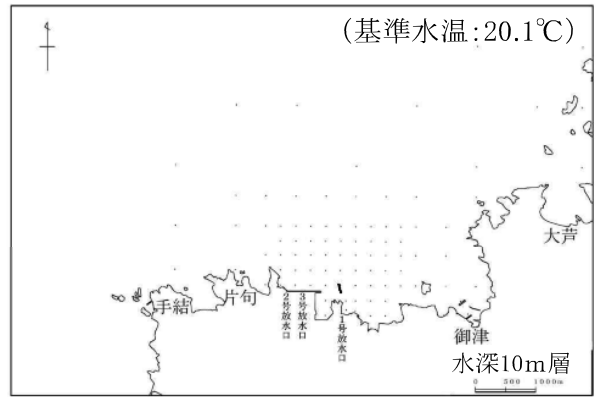 (基準水温:20.1℃)
大芦
手結
片句
2号放水口
3号放水口
1号放水口
御津
水深10m層
0 500 1000m